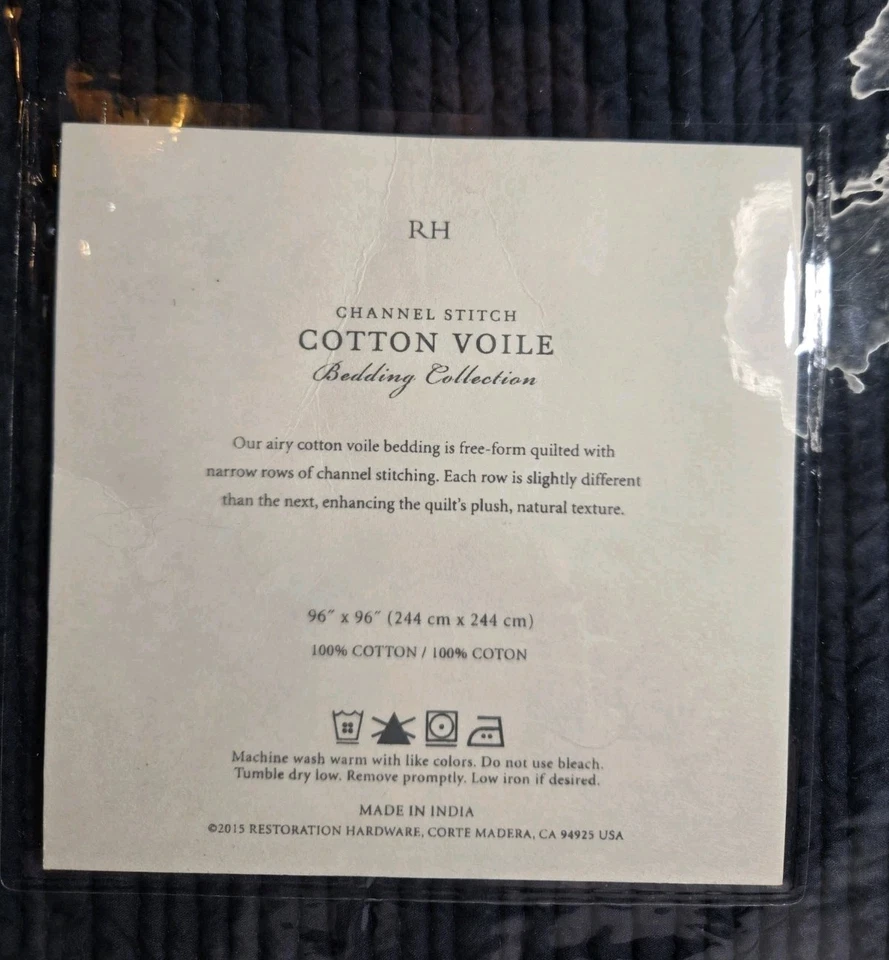 RH
CHANNEL STITCH
COTTON VOILE
Bedding Collection
Our airy cotton voile bedding is free-form quilted with
narrow rows of channel stitching. Each row is slightly different
than the next, enhancing the quilt's plush, natural texture.
96″ x 96″ (244 cm x 244 cm)
100% COTTON / 100% COTON
Machine wash warm with like colors. Do not use bleach.
Tumble dry low. Remove promptly. Low iron if desired.
MADE IN INDIA
©2015 RESTORATION HARDWARE, CORTE MADERA, CA 94925 USA